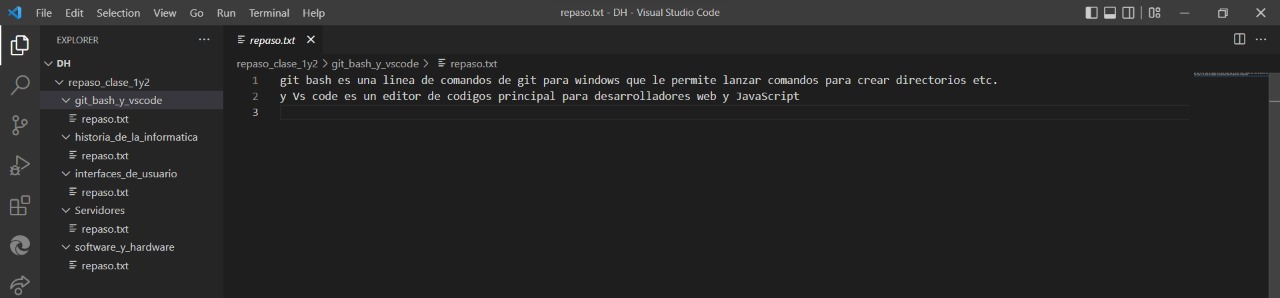 File Edit Selection View Go Run Terminal Help repaso.txt - DH - Visual Studio Code
EXPLORER ... repaso.txt
DH
repaso_clase_1y2 > git_bash_y_vscode > repaso.txt
repaso_clase_1y2
git_bash_y_vscode
repaso.txt
historia_de_la_informatica
repaso.txt
interfaces_de_usuario
repaso.txt
Servidores
repaso.txt
software_y_hardware
repaso.txt
1 git bash es una linea de comandos de git para windows que le permite lanzar comandos para crear directorios etc.
2 y Vs code es un editor de codigos principal para desarrolladores web y JavaScript
3